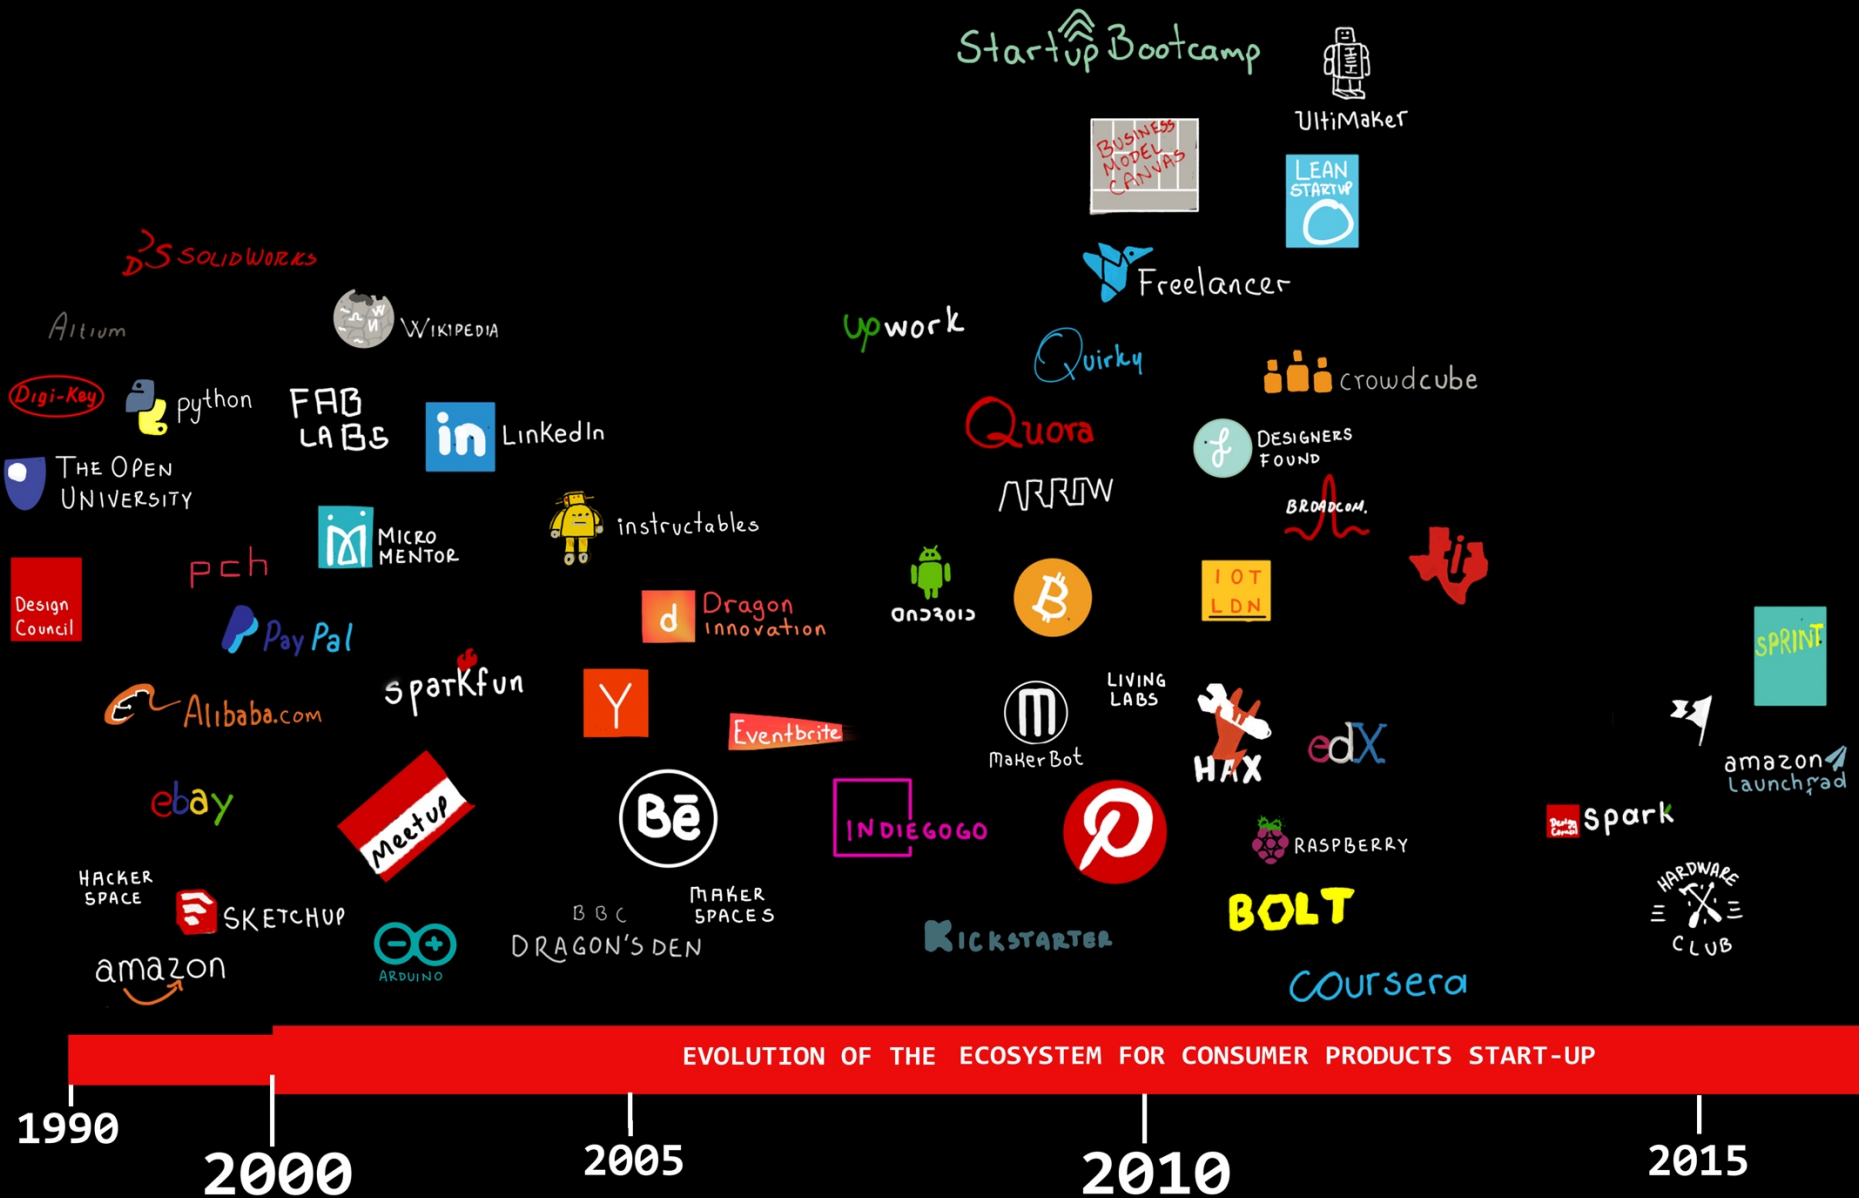 Startup Bootcamp
UltiMaker
BUSINESS
MODEL
CANVAS
LEAN
STARTUP
SOLIDWORKS
Freelancer
Altium
WIKIPEDIA
upwork
Quirky
Digi-Key
python
FAB
LABS
in LinkedIn
crowdcube
Quora
DESIGNERS
FOUND
THE OPEN
UNIVERSITY
ARROW
BROADCOM.
MICRO
MENTOR
instructables
pch
android
IOT
LDN
Design
Council
PayPal
d Dragon
Innovation
SPRINT
sparkfun
Alibaba.com
Y
Eventbrite
M
MakerBot
LIVING
LABS
HAX
edX
amazon
Launchpad
ebay
Meetup
Bē
INDIEGOGO
RASPBERRY
Design
Council
spark
HACKER
SPACE
SKETCHUP
MAKER
SPACES
BBC
DRAGON'S DEN
ARDUINO
KICKSTARTER
BOLT
HARDWARE
CLUB
amazon
coursera
EVOLUTION OF THE ECOSYSTEM FOR CONSUMER PRODUCTS START-UP
1990
2000
2005
2010
2015